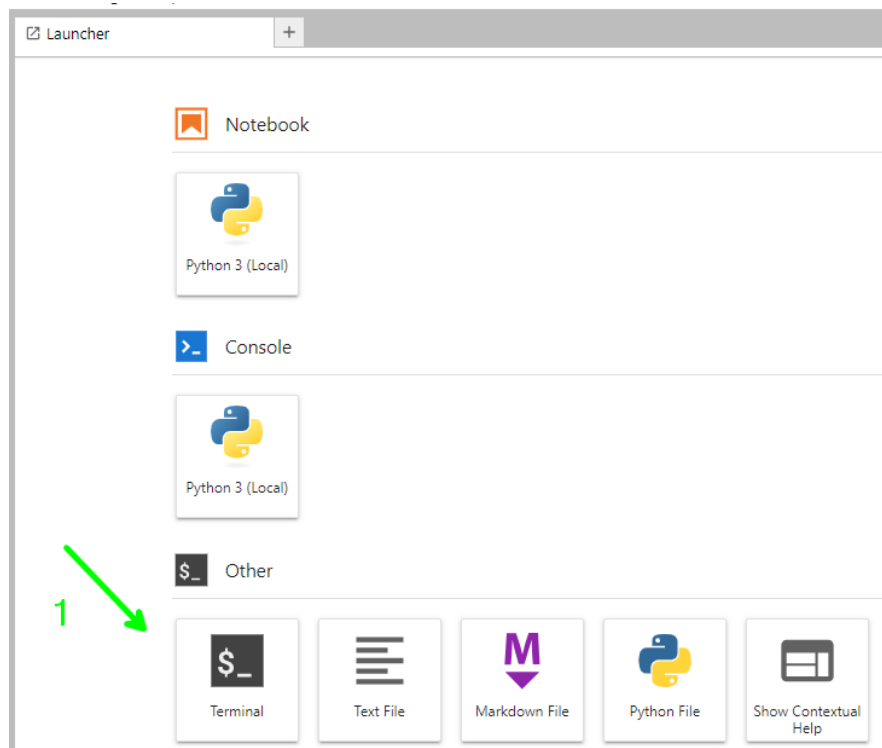 Launcher
+
Notebook
Python 3 (Local)
Console
Python 3 (Local)
$_ Other
1
$_
M
Terminal
Text File
Markdown File
Python File
Show Contextual
Help